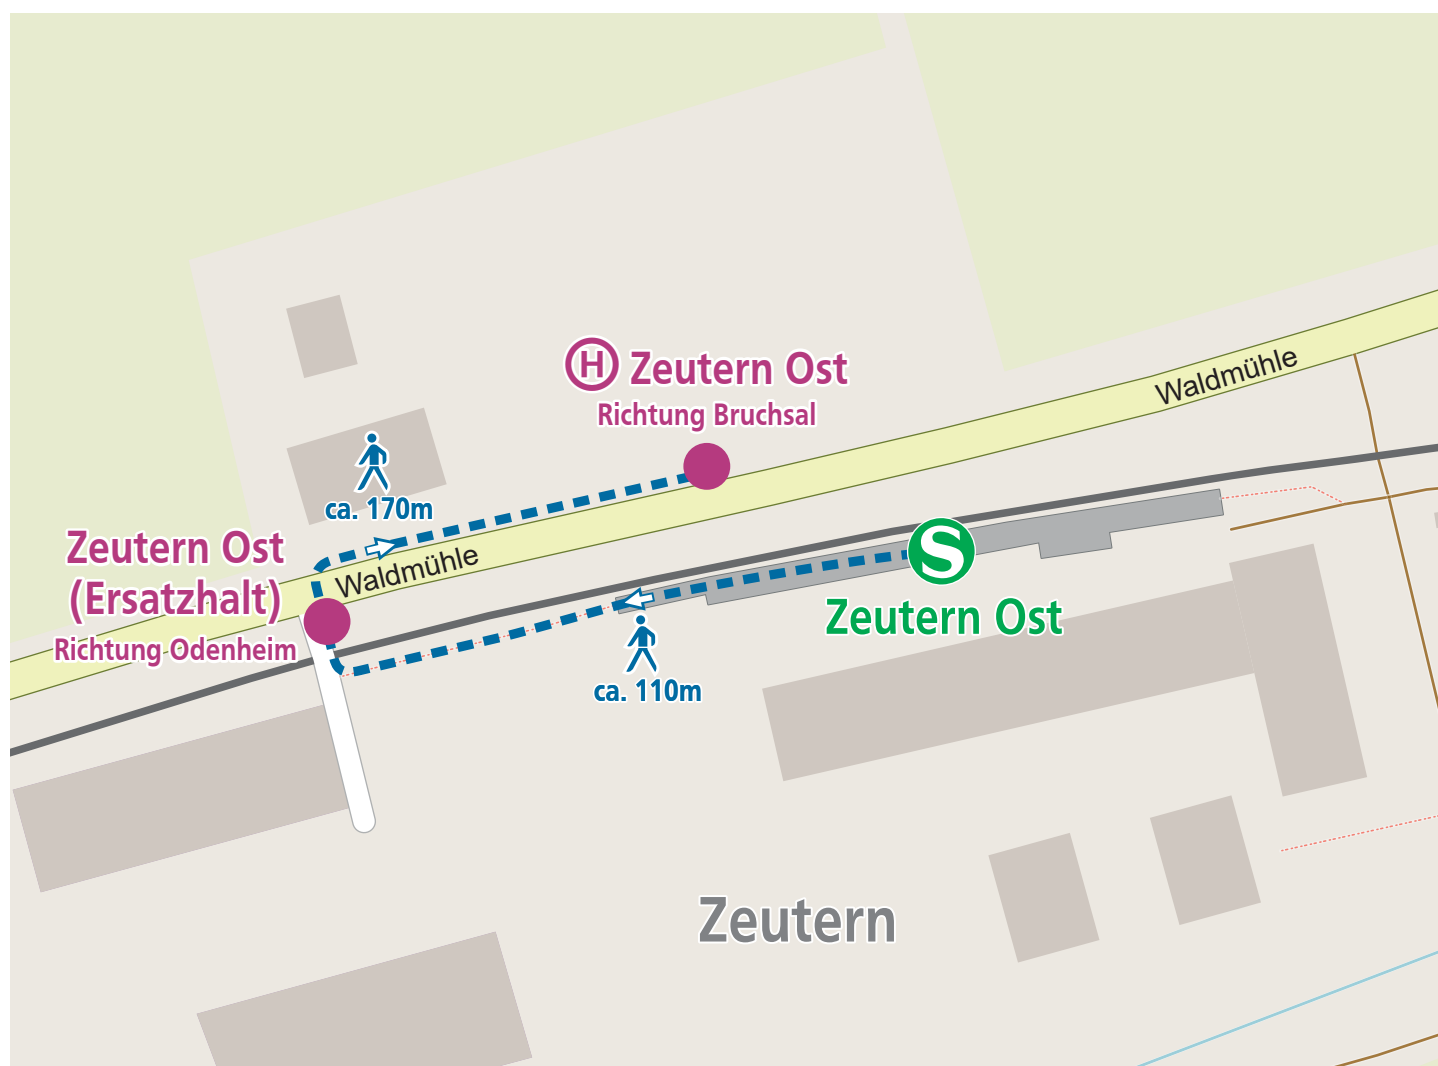 H Zeutern Ost
Richtung Bruchsal
Waldmühle
ca. 170m
Zeutern Ost
(Ersatzhalt)
Richtung Odenheim
Waldmühle
S
Zeutern Ost
ca. 110m
Zeutern